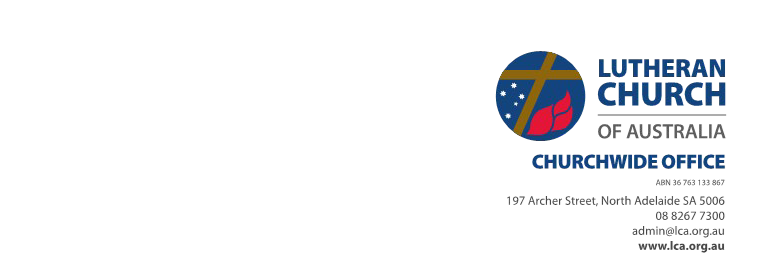 LUTHERAN
CHURCH
OF AUSTRALIA
CHURCHWIDE OFFICE
ABN 36 763 133 867
197 Archer Street, North Adelaide SA 5006
08 8267 7300
admin@lca.org.au
www.lca.org.au